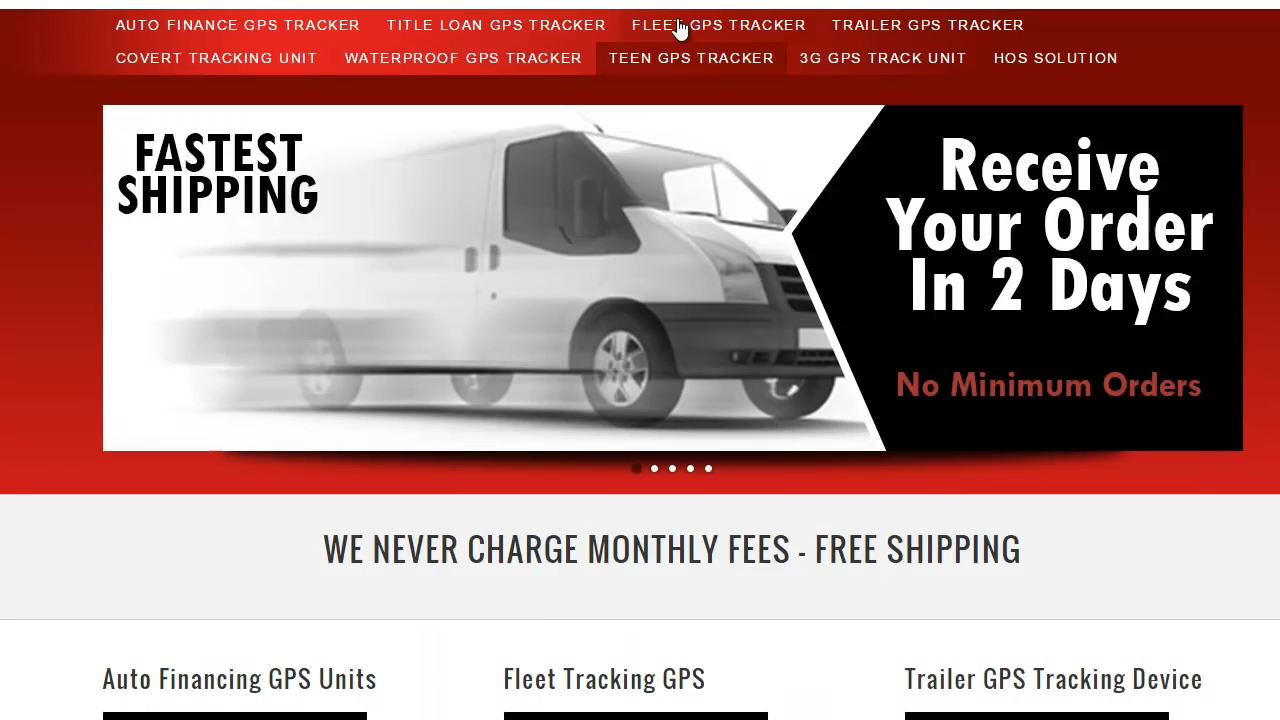 AUTO FINANCE GPS TRACKER TITLE LOAN GPS TRACKER FLEET GPS TRACKER TRAILER GPS TRACKER
COVERT TRACKING UNIT WATERPROOF GPS TRACKER TEEN GPS TRACKER 3G GPS TRACK UNIT HOS SOLUTION
FASTEST
SHIPPING
Receive
Your Order
In 2 Days
No Minimum Orders
WE NEVER CHARGE MONTHLY FEES - FREE SHIPPING
Auto Financing GPS Units
Fleet Tracking GPS
Trailer GPS Tracking Device